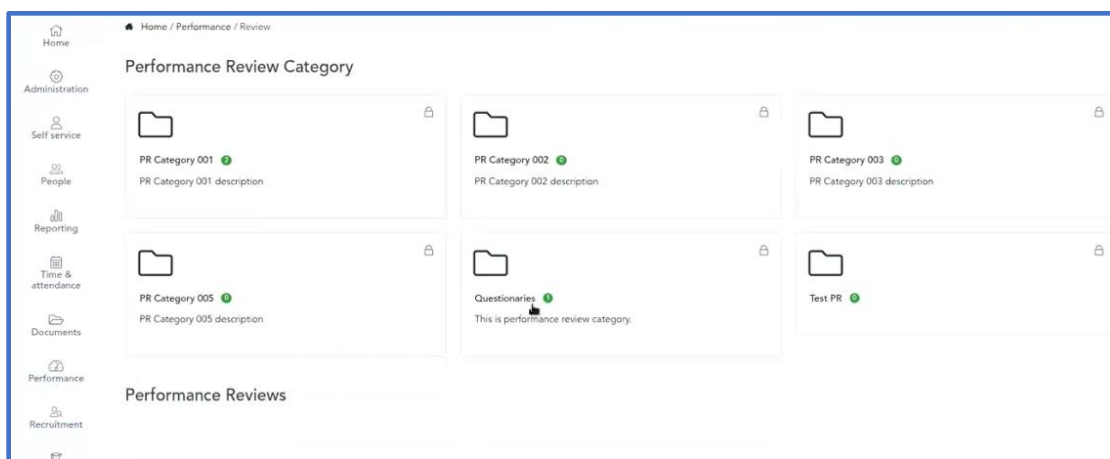 Home
Administration
Self service
People
Reporting
Time &
attendance
Documents
Performance
Recruitment
Home / Performance / Review
Performance Review Category
PR Category 001 2
PR Category 001 description
PR Category 002 0
PR Category 002 description
PR Category 003 0
PR Category 003 description
PR Category 005 0
PR Category 005 description
Questionaries 1
This is performance review category.
Test PR 0
Performance Reviews